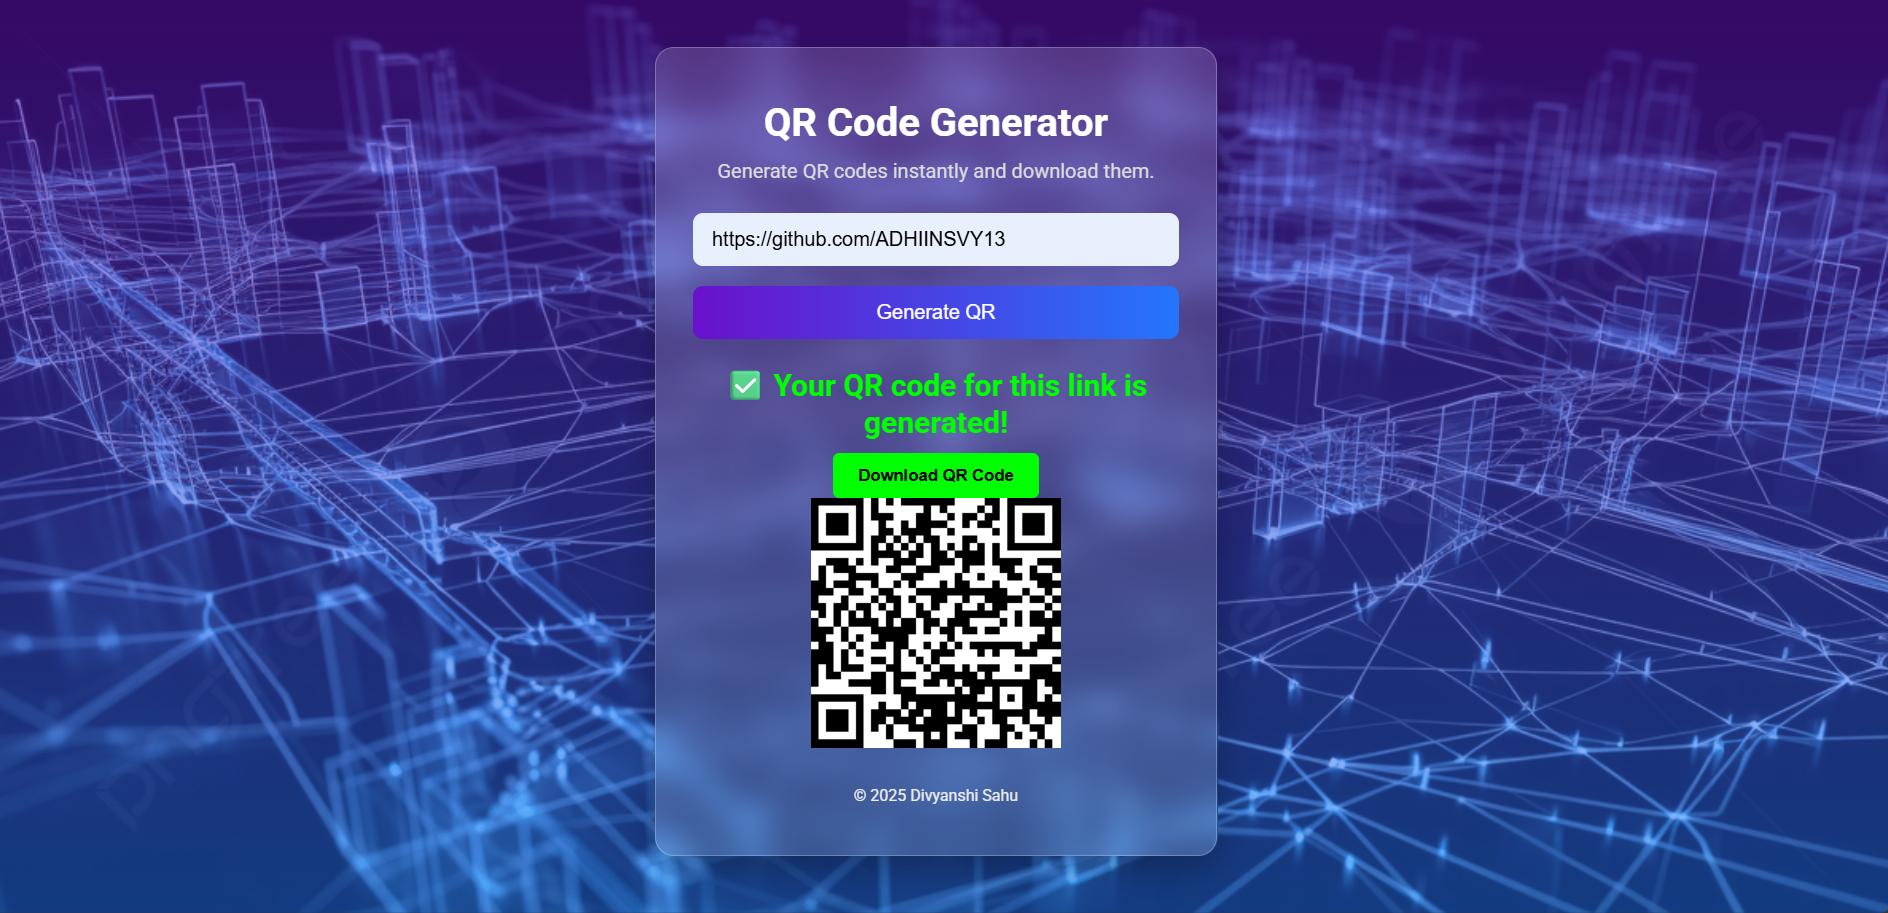 QR Code Generator
Generate QR codes instantly and download them.
https://github.com/ADHIINSVY13
Generate QR
✅ Your QR code for this link is
generated!
Download QR Code
© 2025 Divyanshi Sahu